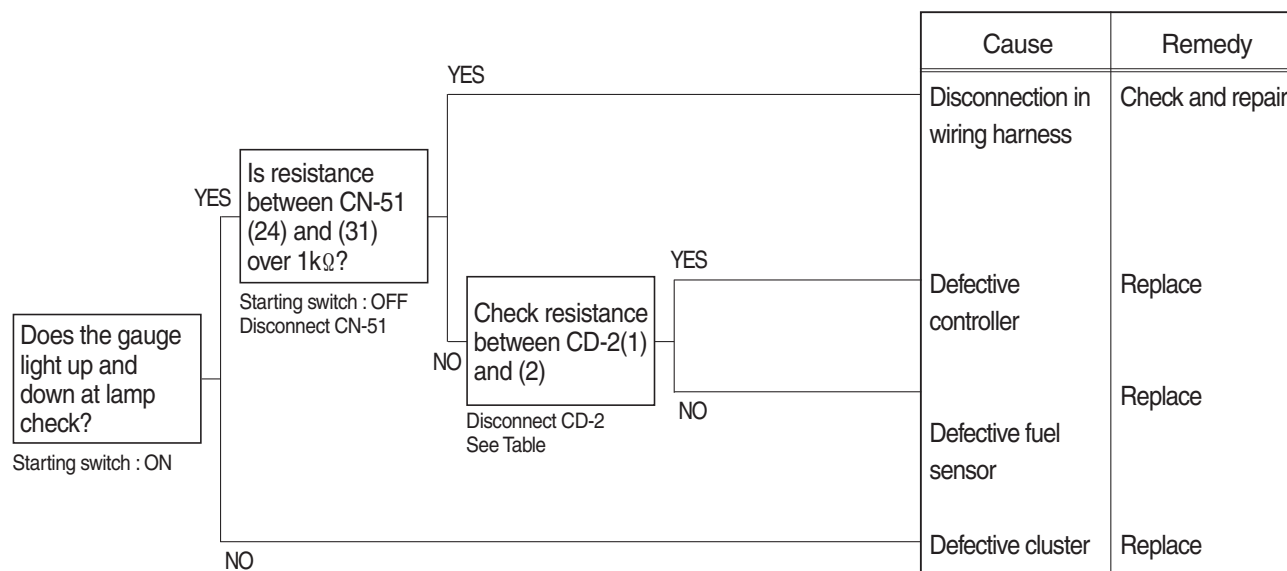 Cause
Remedy
YES
Disconnection in
wiring harness
Check and repair
YES
Is resistance
between CN-51
(24) and (31)
over 1kΩ?
Starting switch : OFF
Disconnect CN-51
YES
Defective
controller
Replace
Does the gauge
light up and
down at lamp
check?
Starting switch : ON
NO
Check resistance
between CD-2(1)
and (2)
Disconnect CD-2
See Table
NO
Replace
Defective fuel
sensor
NO
Defective cluster
Replace